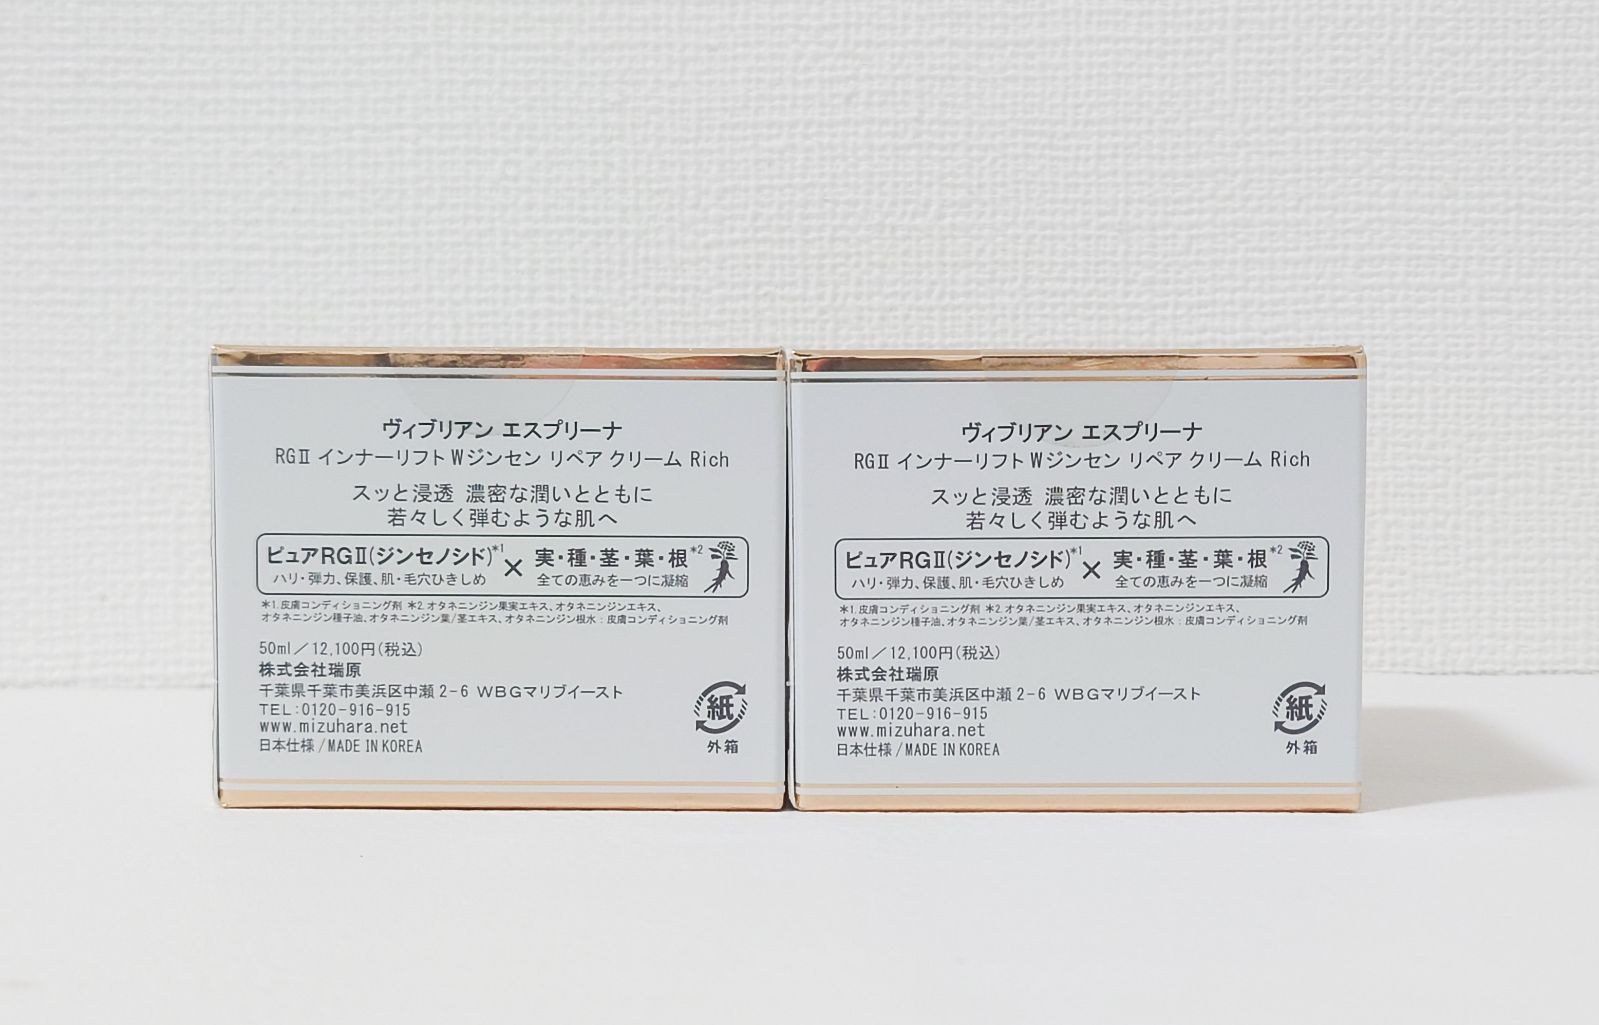 ヴィブリアン エスプリーナ
RGⅡ インナーリフト Wジンセン リペア クリーム Rich
スッと浸透 濃密な潤いとともに
若々しく弾むような肌へ
ピュアRGⅡ(ジンセノシド)*1 × 実・種・茎・葉・根*2
ハリ・弾力、保護、肌・毛穴ひきしめ 全ての恵みを一つに凝縮
*1.皮膚コンディショニング剤 *2.オタネニンジン果実エキス、オタネニンジンエキス、
オタネニンジン種子油、オタネニンジン葉/茎エキス、オタネニンジン根水：皮膚コンディショニング剤
50ml／12,100円(税込)
株式会社瑞原
千葉県千葉市美浜区中瀬2-6 WBGマリブイースト
TEL:0120-916-915
www.mizuhara.net
日本仕様/MADE IN KOREA
紙
外箱
ヴィブリアン エスプリーナ
RGⅡ インナーリフト Wジンセン リペア クリーム Rich
スッと浸透 濃密な潤いとともに
若々しく弾むような肌へ
ピュアRGⅡ(ジンセノシド)*1 × 実・種・茎・葉・根*2
ハリ・弾力、保護、肌・毛穴ひきしめ 全ての恵みを一つに凝縮
*1.皮膚コンディショニング剤 *2.オタネニンジン果実エキス、オタネニンジンエキス、
オタネニンジン種子油、オタネニンジン葉/茎エキス、オタネニンジン根水：皮膚コンディショニング剤
50ml／12,100円(税込)
株式会社瑞原
千葉県千葉市美浜区中瀬2-6 WBGマリブイースト
TEL:0120-916-915
www.mizuhara.net
日本仕様/MADE IN KOREA
紙
外箱